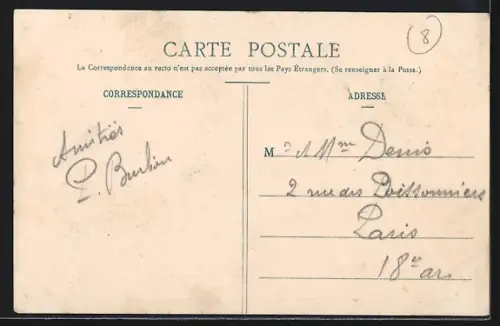 8
CARTE POSTALE
La Correspondance au recto n'est pas acceptée par tous les Pays Étrangers. (Se renseigner à la Poste.)
CORRESPONDANCE
ADRESSE
Amitiés
M r et Mme Denis
2 rue des Poissonniers
Paris
18e ar.